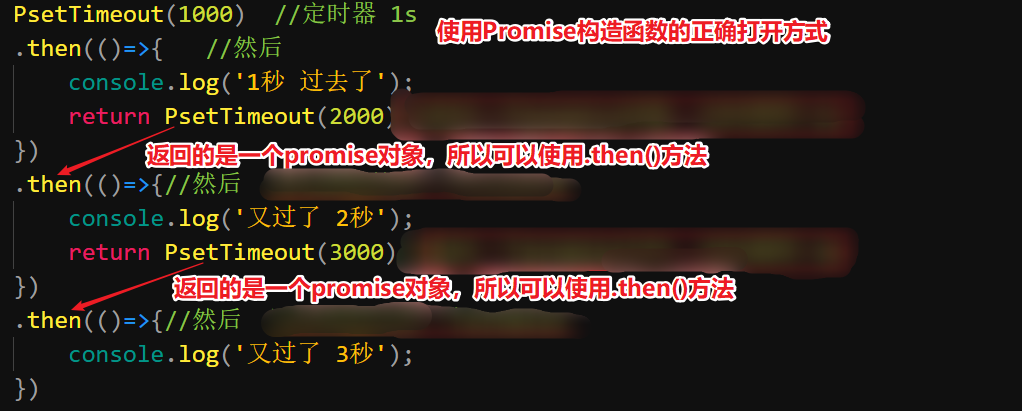 PsetTimeout(1000)  //定时器 1s
使用Promise构造函数的正确打开方式
.then(()=>{   //然后
console.log('1秒 过去了');
return PsetTimeout(2000)
})
返回的是一个promise对象，所以可以使用.then()方法
.then(()=>{//然后
console.log('又过了 2秒');
return PsetTimeout(3000)
})
返回的是一个promise对象，所以可以使用.then()方法
.then(()=>{//然后
console.log('又过了 3秒');
})